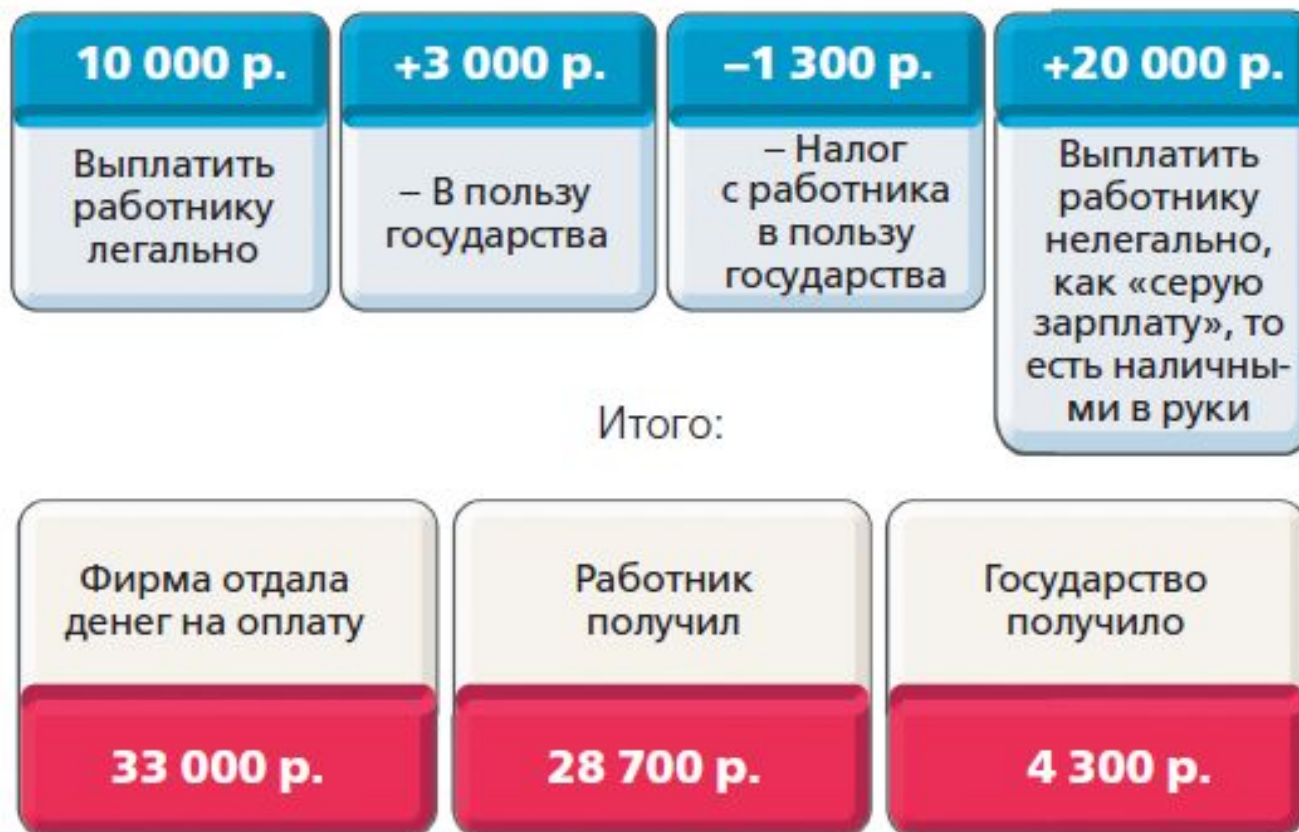 10 000 р.
Выплатить
работнику
легально
+3 000 р.
– В пользу
государства
–1 300 р.
– Налог
с работника
в пользу
государства
+20 000 р.
Выплатить
работнику
нелегально,
как «серую
зарплату», то
есть наличны-
ми в руки
Итого:
Фирма отдала
денег на оплату
33 000 р.
Работник
получил
28 700 р.
Государство
получило
4 300 р.